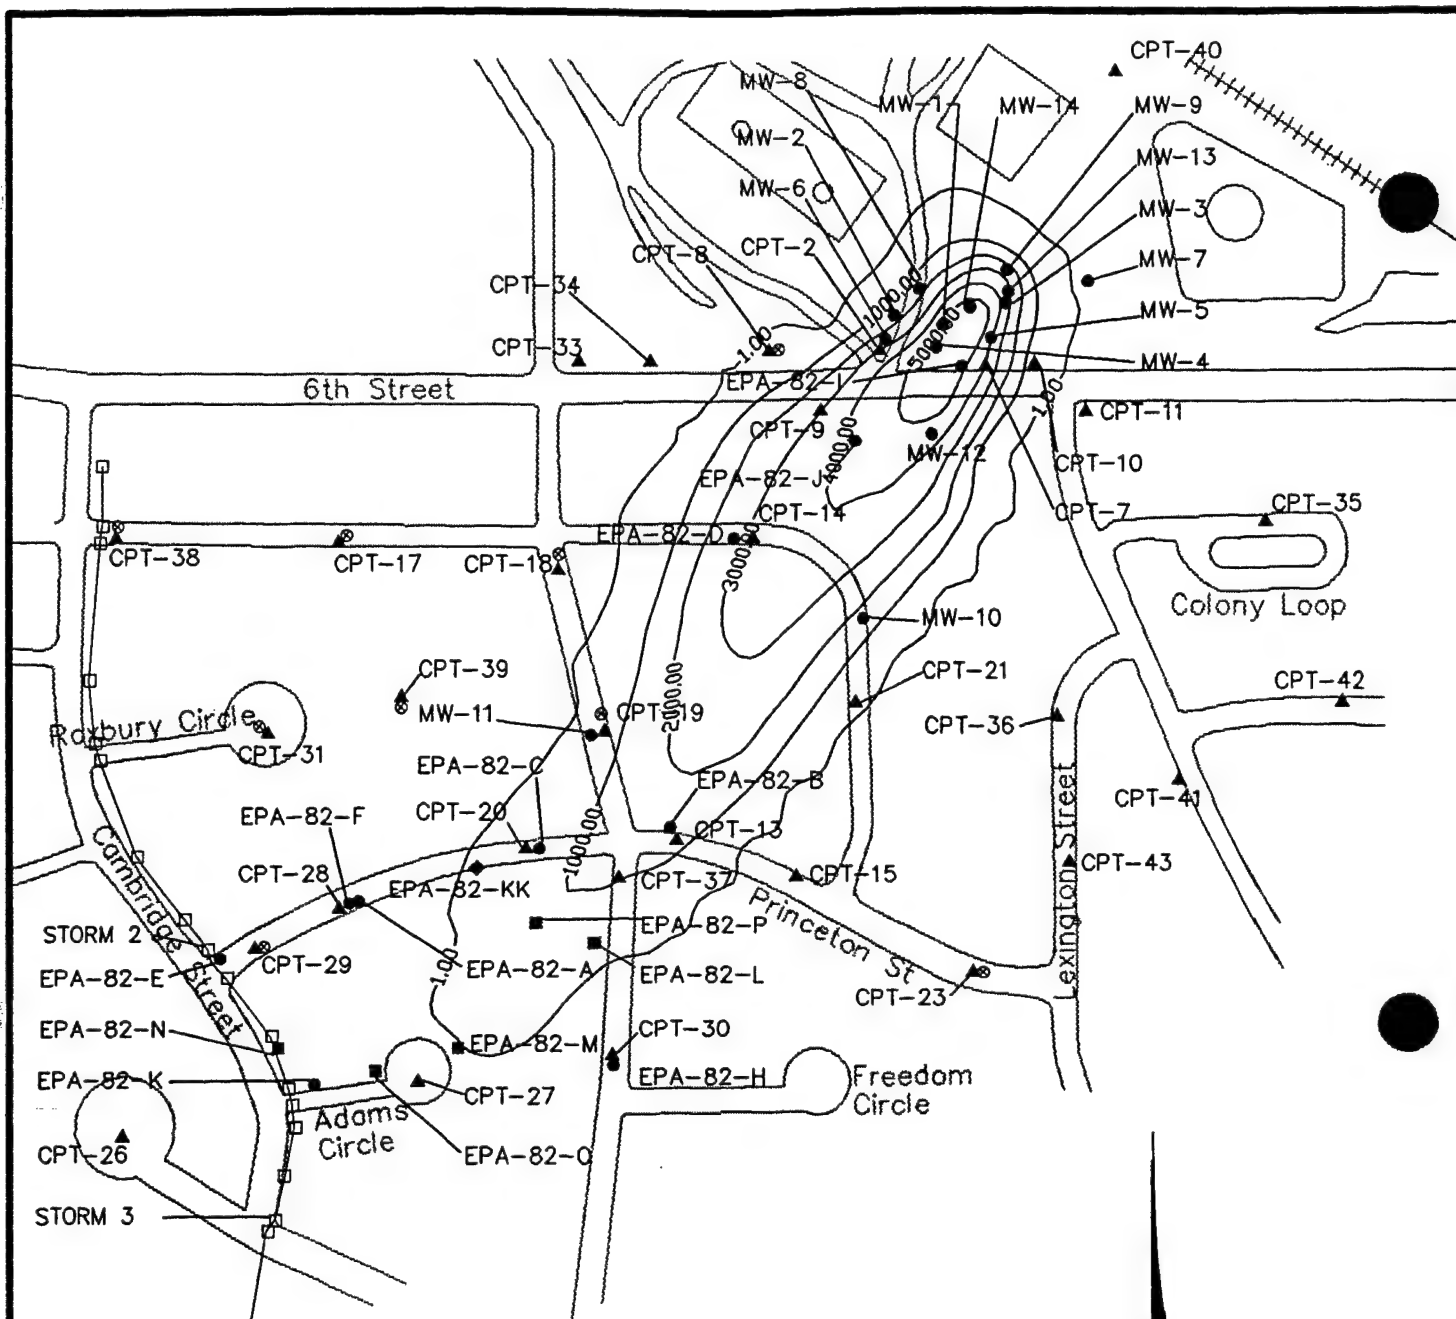 CPT-40
MW-8
MW-1
MW-14
MW-9
MW-2
MW-13
MW-6
MW-3
CPT-8
CPT-2
MW-7
CPT-34
1000.00
MW-5
-1.00
5000.00
CPT-33
MW-4
6th Street
EPA-82-I
-1.00-
CPT-11
CPT-9
4000.00
MW-12
CPT-10
EPA-82-J
CPT-14
CPT-7
CPT-35
EPA-82-D
CPT-38
CPT-17
CPT-18
3000.00
Colony Loop
MW-10
CPT-39
CPT-21
CPT-42
2000.00
MW-11
CPT-19
CPT-36
Roxbury Circle
CPT-31
EPA-82-C
EPA-82-B
CPT-41
EPA-82-F
CPT-20
CPT-13
1000.00
Lexington Street
CPT-43
Cambridge Street
CPT-28
EPA-82-KK
CPT-37
CPT-15
Princeton St
STORM 2
EPA-82-P
EPA-82-E
CPT-29
1.00
EPA-82-A
EPA-82-L
CPT-23
EPA-82-N
EPA-82-M
CPT-30
EPA-82-K
CPT-27
EPA-82-H
Freedom
Circle
Adams
Circle
CPT-26
EPA-82-O
STORM 3